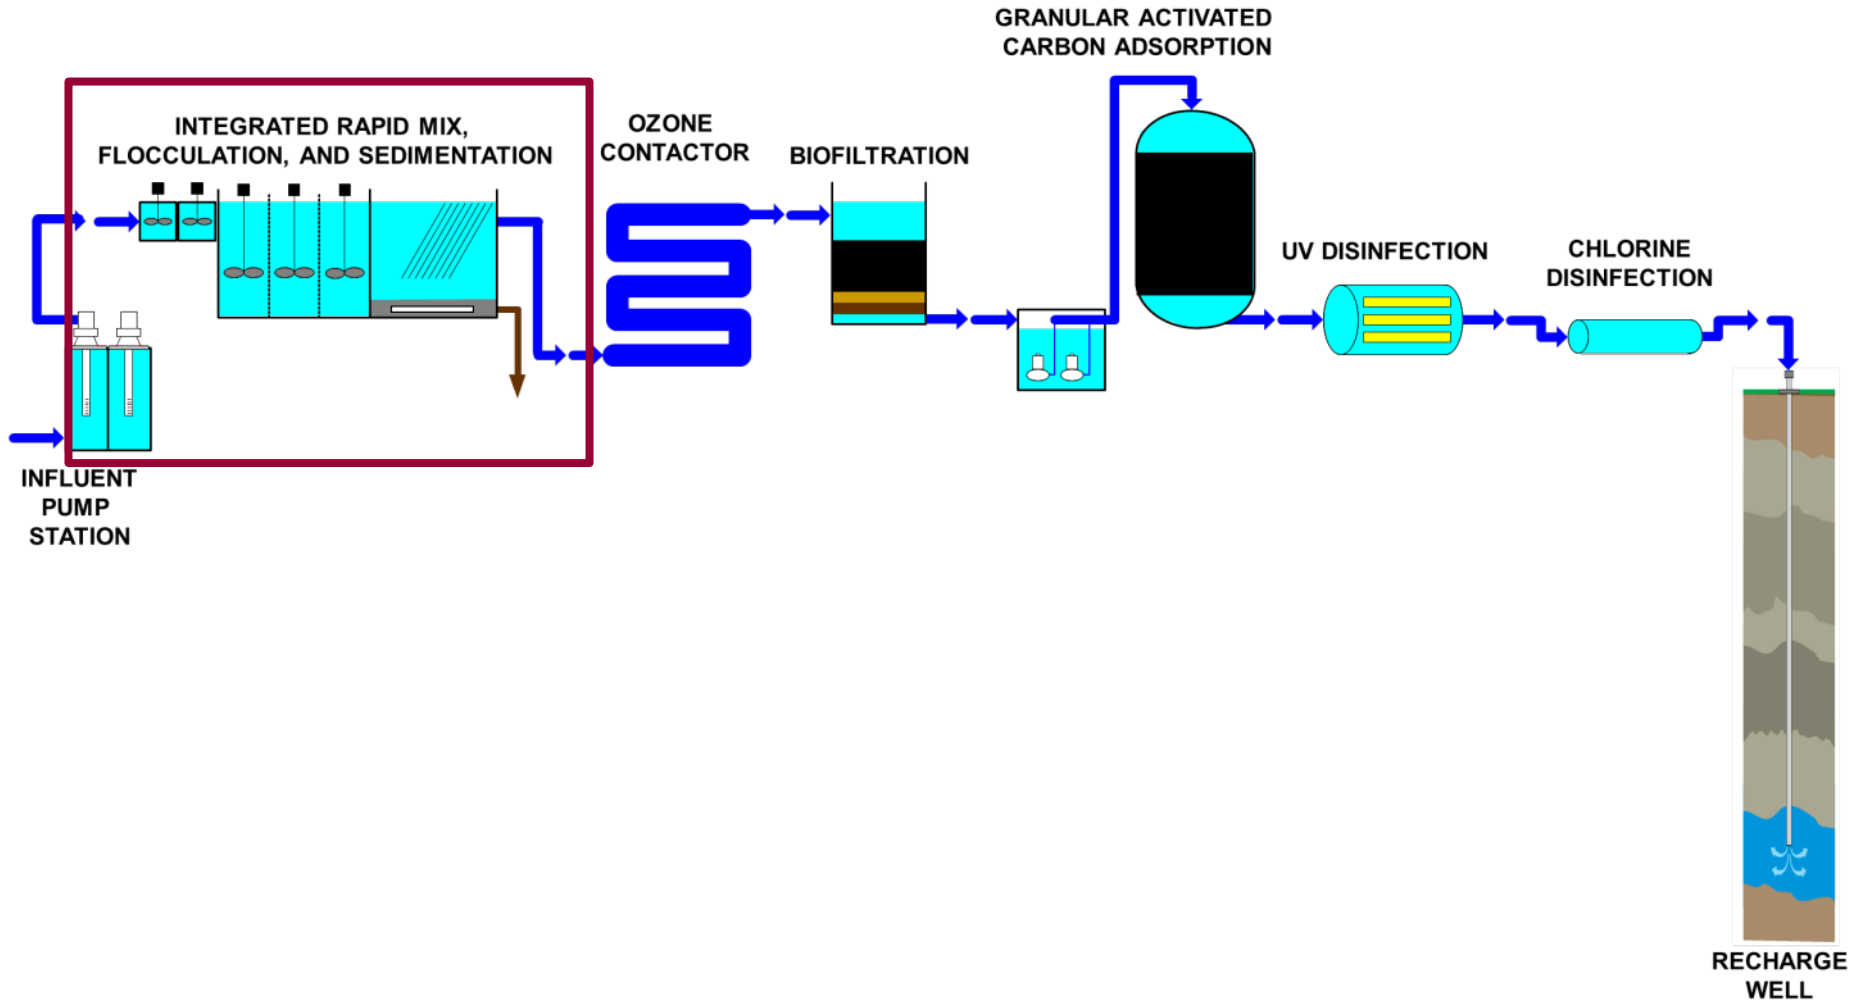 GRANULAR ACTIVATED
CARBON ADSORPTION
INTEGRATED RAPID MIX,
FLOCCULATION, AND SEDIMENTATION
OZONE
CONTACTOR
BIOFILTRATION
UV DISINFECTION
CHLORINE
DISINFECTION
INFLUENT
PUMP
STATION
RECHARGE
WELL